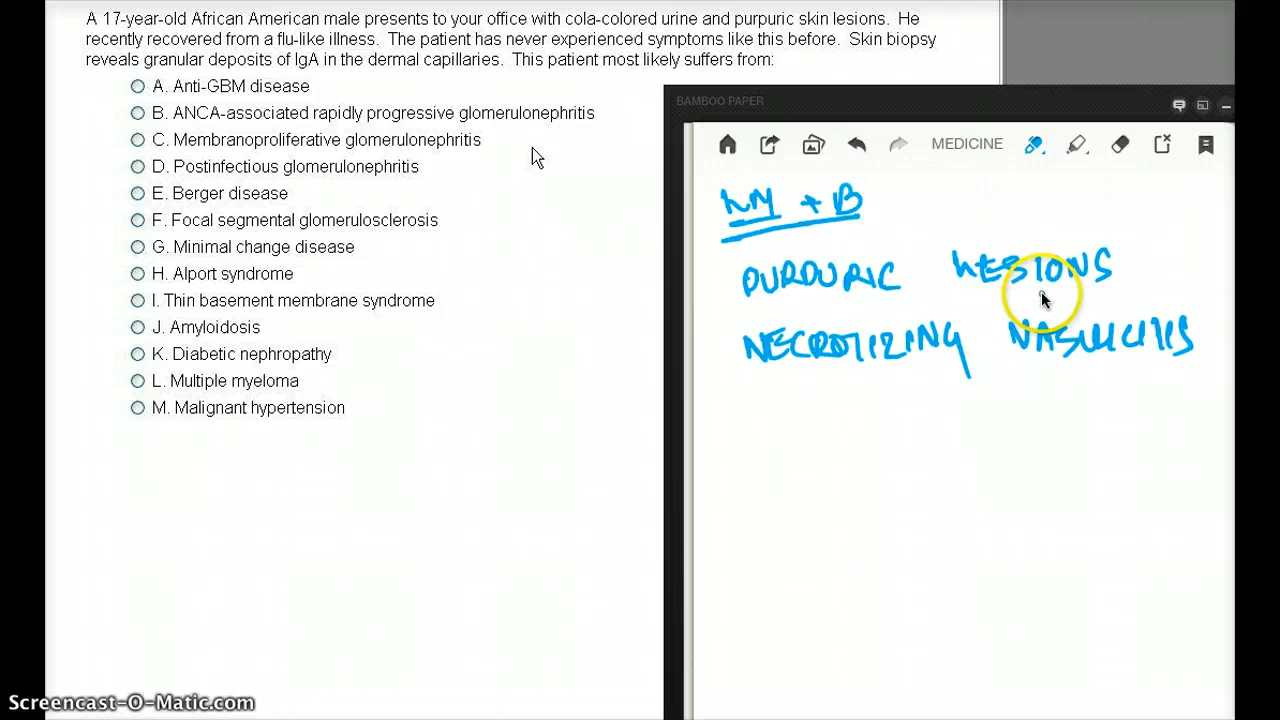 A 17-year-old African American male presents to your office with cola-colored urine and purpuric skin lesions. He
recently recovered from a flu-like illness. The patient has never experienced symptoms like this before. Skin biopsy
reveals granular deposits of IgA in the dermal capillaries. This patient most likely suffers from:
A. Anti-GBM disease
B. ANCA-associated rapidly progressive glomerulonephritis
C. Membranoproliferative glomerulonephritis
D. Postinfectious glomerulonephritis
E. Berger disease
F. Focal segmental glomerulosclerosis
G. Minimal change disease
H. Alport syndrome
I. Thin basement membrane syndrome
J. Amyloidosis
K. Diabetic nephropathy
L. Multiple myeloma
M. Malignant hypertension
BAMBOO PAPER
MEDICINE
+ B
PURPURIC LESIONS
NECROTIZING
Screencast-O-Matic.com